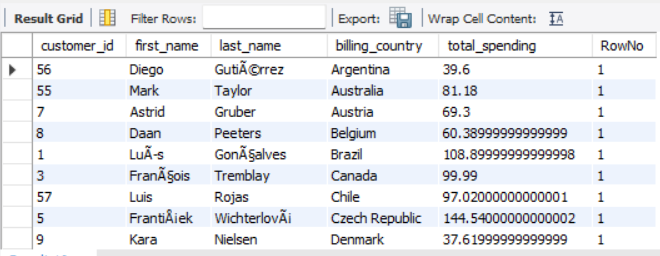 Result Grid Filter Rows: Export: Wrap Cell Content: IA
customer_id first_name last_name billing_country total_spending RowNo
56 Diego GutiÃ©rrez Argentina 39.6 1
55 Mark Taylor Australia 81.18 1
7 Astrid Gruber Austria 69.3 1
8 Daan Peeters Belgium 60.38999999999999 1
1 LuÃ-s GonÃ§alves Brazil 108.89999999999998 1
3 FranÃ§ois Tremblay Canada 99.99 1
57 Luis Rojas Chile 97.02000000000001 1
5 FrantiÅ¡ek WichterlovÃ¡ Czech Republic 144.54000000000002 1
9 Kara Nielsen Denmark 37.61999999999999 1